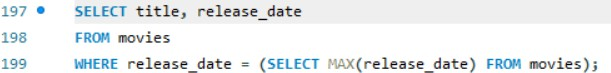 197 SELECT title, release_date
198 FROM movies
199 WHERE release_date = (SELECT MAX(release_date) FROM movies);